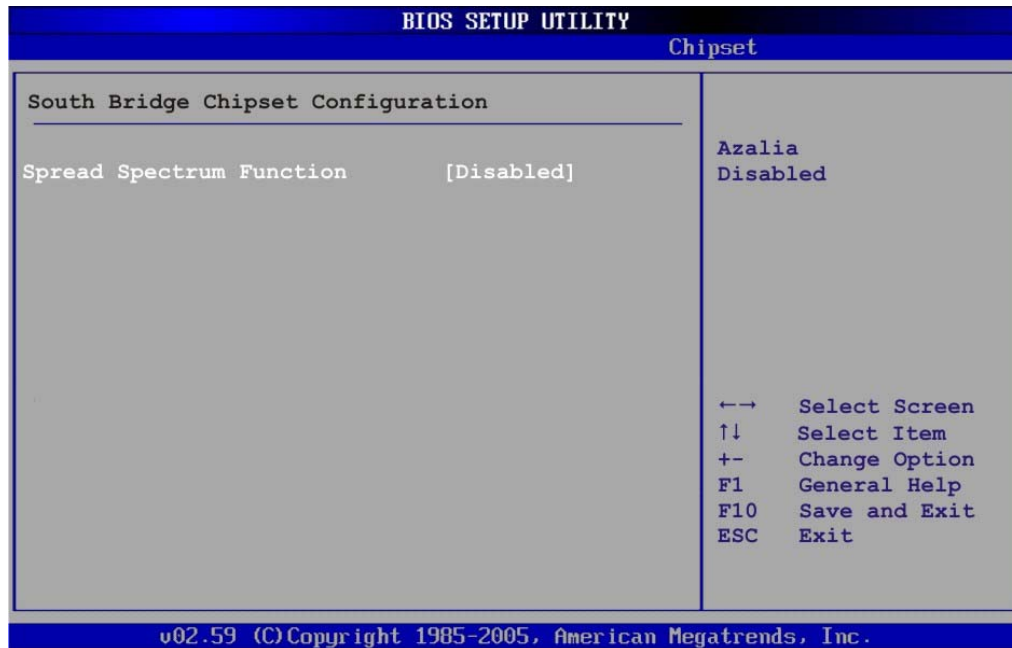 BIOS SETUP UTILITY
Chipset
South Bridge Chipset Configuration
Spread Spectrum Function [Disabled]
Azalia
Disabled
←→ Select Screen
↑↓ Select Item
+- Change Option
F1 General Help
F10 Save and Exit
ESC Exit
v02.59 (C)Copyright 1985-2005, American Megatrends, Inc.